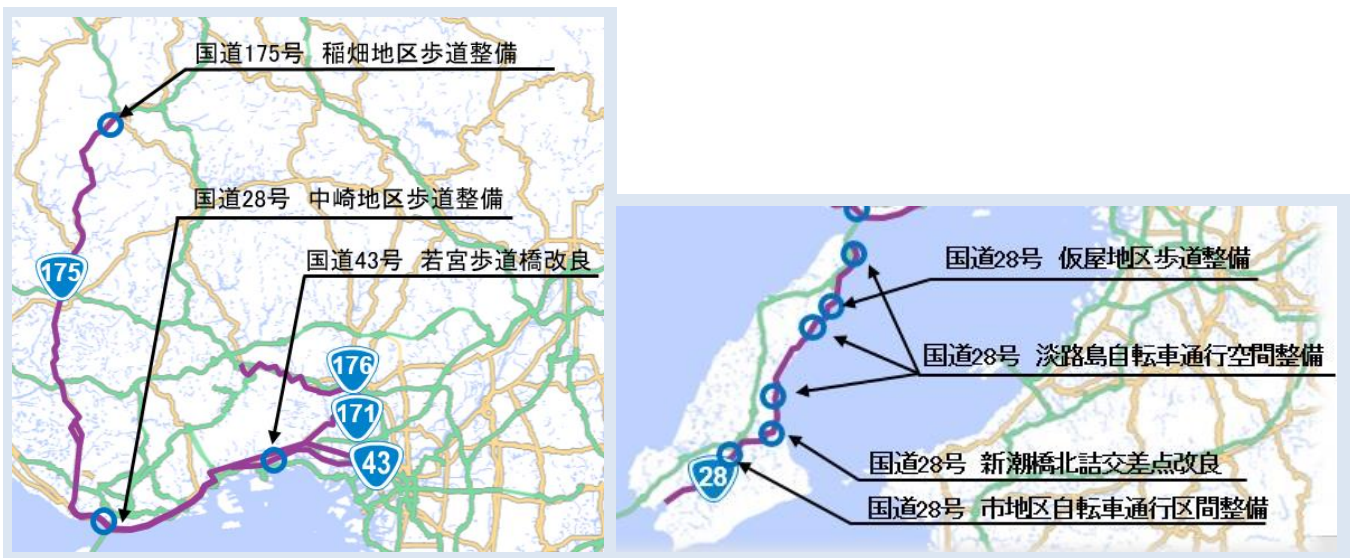 国道175号 稲畑地区歩道整備
国道28号 中崎地区歩道整備
国道43号 若宮歩道橋改良
175
176
171
43
国道28号 仮屋地区歩道整備
国道28号 淡路島自転車通行空間整備
国道28号 新潮橋北詰交差点改良
28
国道28号 市地区自転車通行区間整備